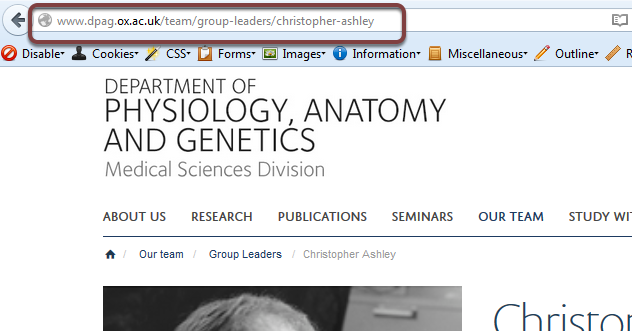 www.dpag.ox.ac.uk/team/group-leaders/christopher-ashley
Disable Cookies CSS Forms Images Information Miscellaneous Outline
DEPARTMENT OF
PHYSIOLOGY, ANATOMY
AND GENETICS
Medical Sciences Division
ABOUT US RESEARCH PUBLICATIONS SEMINARS OUR TEAM STUDY WIT
/ Our team / Group Leaders / Christopher Ashley
Christo